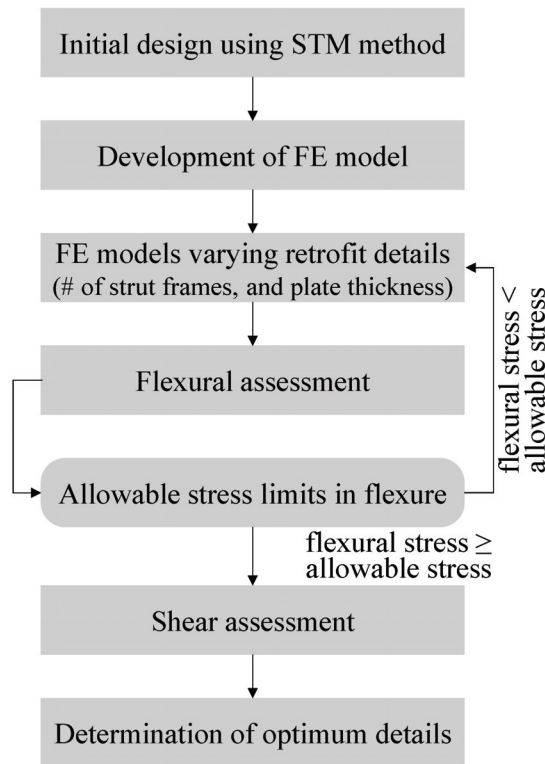 Initial design using STM method
Development of FE model
FE models varying retrofit details
(# of strut frames, and plate thickness)
Flexural assessment
Allowable stress limits in flexure
flexural stress <
allowable stress
flexural stress ≥
allowable stress
Shear assessment
Determination of optimum details